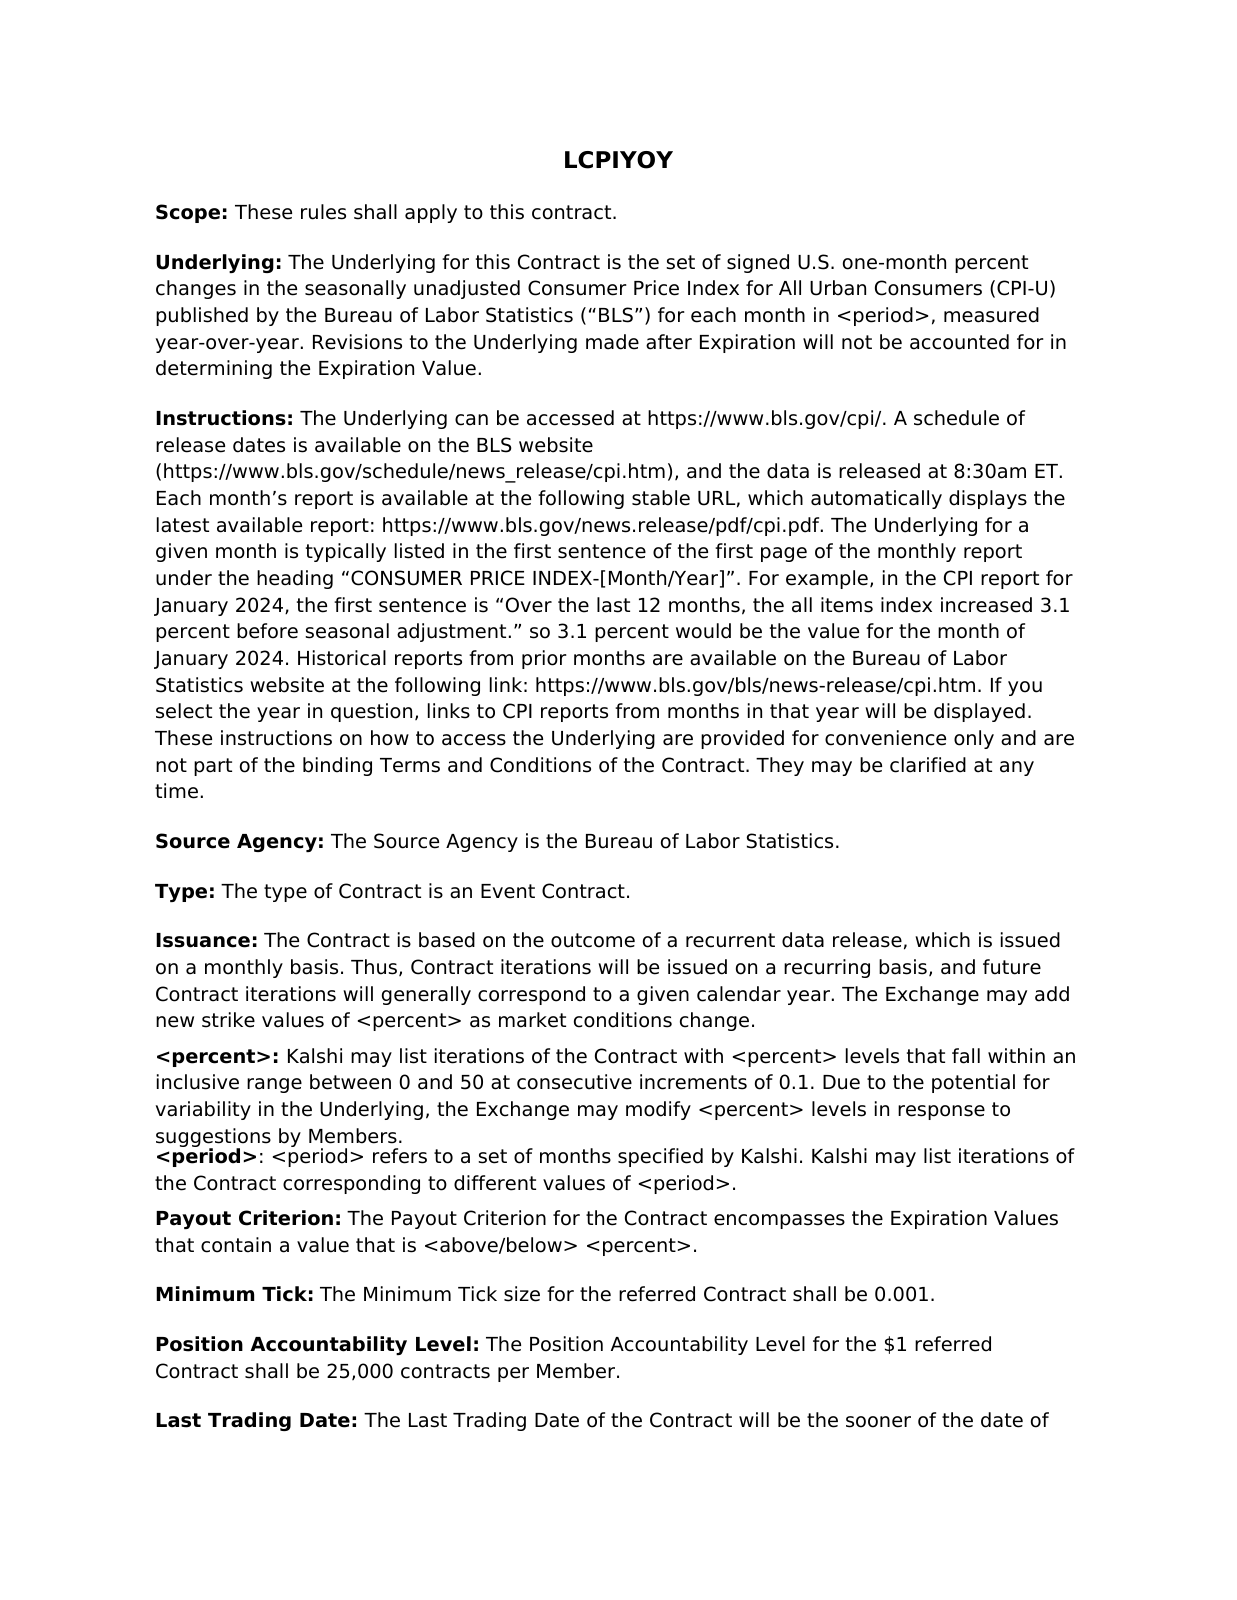 LCPIYOY
Scope: These rules shall apply to this contract.
Underlying: The Underlying for this Contract is the set of signed U.S. one-month percent
changes in the seasonally unadjusted Consumer Price Index for All Urban Consumers (CPI-U)
published by the Bureau of Labor Statistics (“BLS”) for each month in <period>, measured
year-over-year. Revisions to the Underlying made after Expiration will not be accounted for in
determining the Expiration Value.
Instructions: The Underlying can be accessed at https://www.bls.gov/cpi/. A schedule of
release dates is available on the BLS website
(https://www.bls.gov/schedule/news_release/cpi.htm), and the data is released at 8:30am ET.
Each month’s report is available at the following stable URL, which automatically displays the
latest available report: https://www.bls.gov/news.release/pdf/cpi.pdf. The Underlying for a
given month is typically listed in the first sentence of the first page of the monthly report
under the heading “CONSUMER PRICE INDEX-[Month/Year]”. For example, in the CPI report for
January 2024, the first sentence is “Over the last 12 months, the all items index increased 3.1
percent before seasonal adjustment.” so 3.1 percent would be the value for the month of
January 2024. Historical reports from prior months are available on the Bureau of Labor
Statistics website at the following link: https://www.bls.gov/bls/news-release/cpi.htm. If you
select the year in question, links to CPI reports from months in that year will be displayed.
These instructions on how to access the Underlying are provided for convenience only and are
not part of the binding Terms and Conditions of the Contract. They may be clarified at any
time.
Source Agency: The Source Agency is the Bureau of Labor Statistics.
Type: The type of Contract is an Event Contract.
Issuance: The Contract is based on the outcome of a recurrent data release, which is issued
on a monthly basis. Thus, Contract iterations will be issued on a recurring basis, and future
Contract iterations will generally correspond to a given calendar year. The Exchange may add
new strike values of <percent> as market conditions change.
<percent>: Kalshi may list iterations of the Contract with <percent> levels that fall within an
inclusive range between 0 and 50 at consecutive increments of 0.1. Due to the potential for
variability in the Underlying, the Exchange may modify <percent> levels in response to
suggestions by Members.
<period>: <period> refers to a set of months specified by Kalshi. Kalshi may list iterations of
the Contract corresponding to different values of <period>.
Payout Criterion: The Payout Criterion for the Contract encompasses the Expiration Values
that contain a value that is <above/below> <percent>.
Minimum Tick: The Minimum Tick size for the referred Contract shall be 0.001.
Position Accountability Level: The Position Accountability Level for the $1 referred
Contract shall be 25,000 contracts per Member.
Last Trading Date: The Last Trading Date of the Contract will be the sooner of the date of